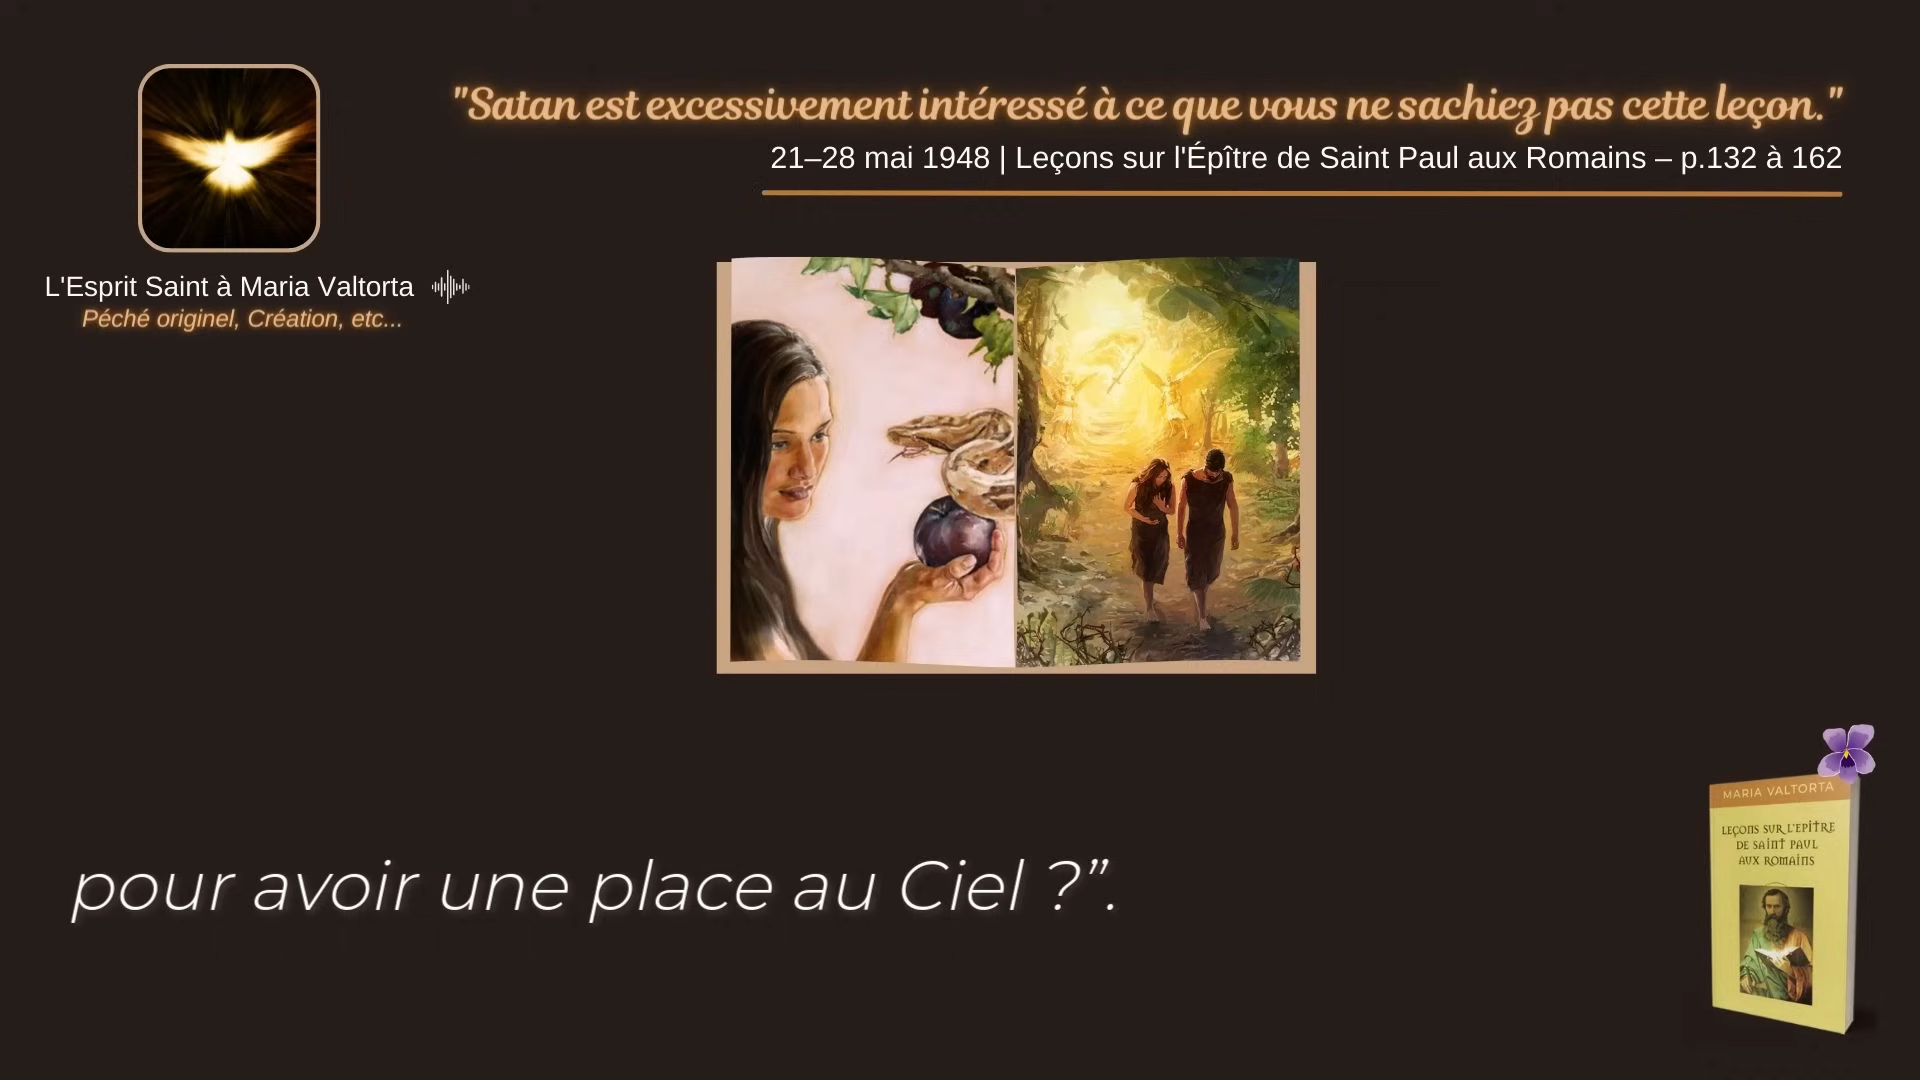 "Satan est excessivement intéressé à ce que vous ne sachiez pas cette leçon."
21–28 mai 1948 | Leçons sur l'Épître de Saint Paul aux Romains – p.132 à 162
L'Esprit Saint à Maria Valtorta
Péché originel, Création, etc...
pour avoir une place au Ciel ?”.
MARIA VALTORTA
LEÇONS SUR L'EPÎTRE
DE SAINT PAUL
AUX ROMAINS